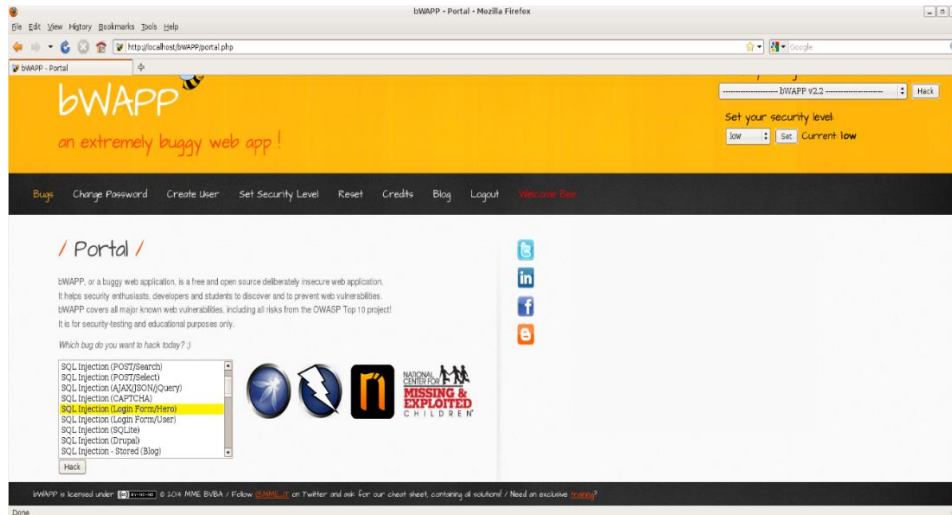 bWAPP - Portal - Mozilla Firefox
File Edit View History Bookmarks Tools Help
http://localhost/bWAPP/portal.php
Google
bWAPP - Portal
bWAPP
an extremely buggy web app !
bWAPP v2.2
Hack
Set your security level:
low
Set
Current: low
Bugs Change Password Create User Set Security Level Reset Credits Blog Logout Welcome Bee
/ Portal /
bWAPP, or a buggy web application, is a free and open source deliberately insecure web application.
It helps security enthusiasts, developers and students to discover and to prevent web vulnerabilities.
bWAPP covers all major known web vulnerabilities, including all risks from the OWASP Top 10 project!
It is for security-testing and educational purposes only.
Which bug do you want to hack today? :)
SQL Injection (POST/Search)
SQL Injection (POST/Select)
SQL Injection (AJAX/JSON/jQuery)
SQL Injection (CAPTCHA)
SQL Injection (Login Form/Hero)
SQL Injection (Login Form/User)
SQL Injection (SQLite)
SQL Injection (Drupal)
SQL Injection - Stored (Blog)
Hack
NATIONAL CENTER FOR
MISSING &
EXPLOITED
CHILDREN
bWAPP is licensed under © 2014 MME BVBA / Follow @MME_IT on Twitter and ask for our cheat sheet, containing all solutions! / Need an exclusive training?
Done